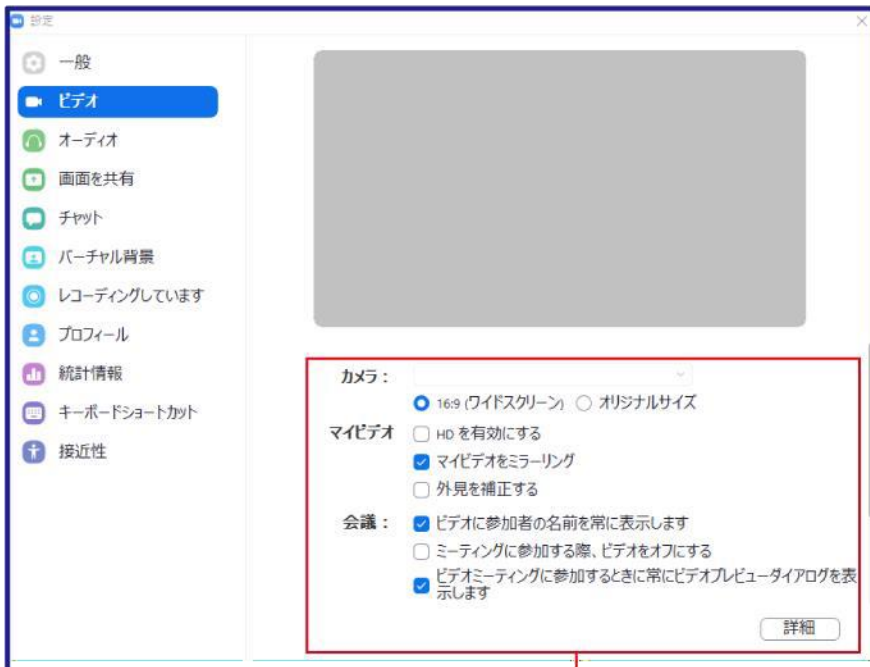 設定
一般
ビデオ
オーディオ
画面を共有
チャット
バーチャル背景
レコーディングしています
プロフィール
統計情報
キーボードショートカット
接近性
カメラ：
16:9 (ワイドスクリーン) オリジナルサイズ
マイビデオ HD を有効にする
マイビデオをミラーリング
外見を補正する
会議： ビデオに参加者の名前を常に表示します
ミーティングに参加する際、ビデオをオフにする
ビデオミーティングに参加するときに常にビデオプレビューダイアログを表
示します
詳細